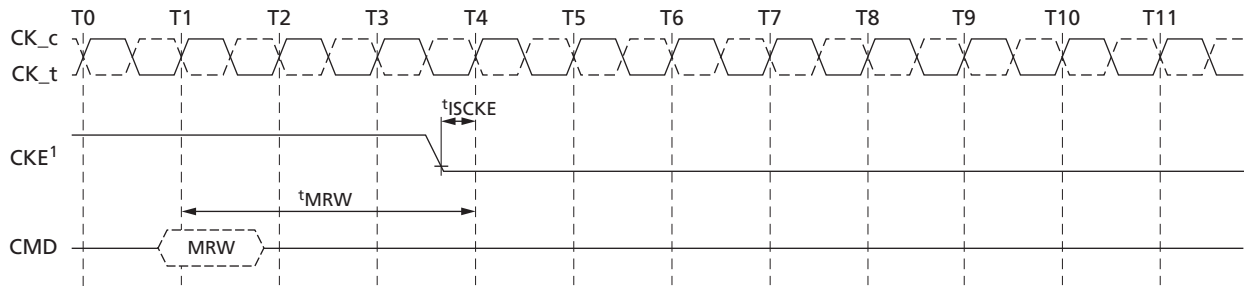 T0 T1 T2 T3 T4 T5 T6 T7 T8 T9 T10 T11
CK_c
CK_t
tISCKE
CKE1
tMRW
CMD MRW